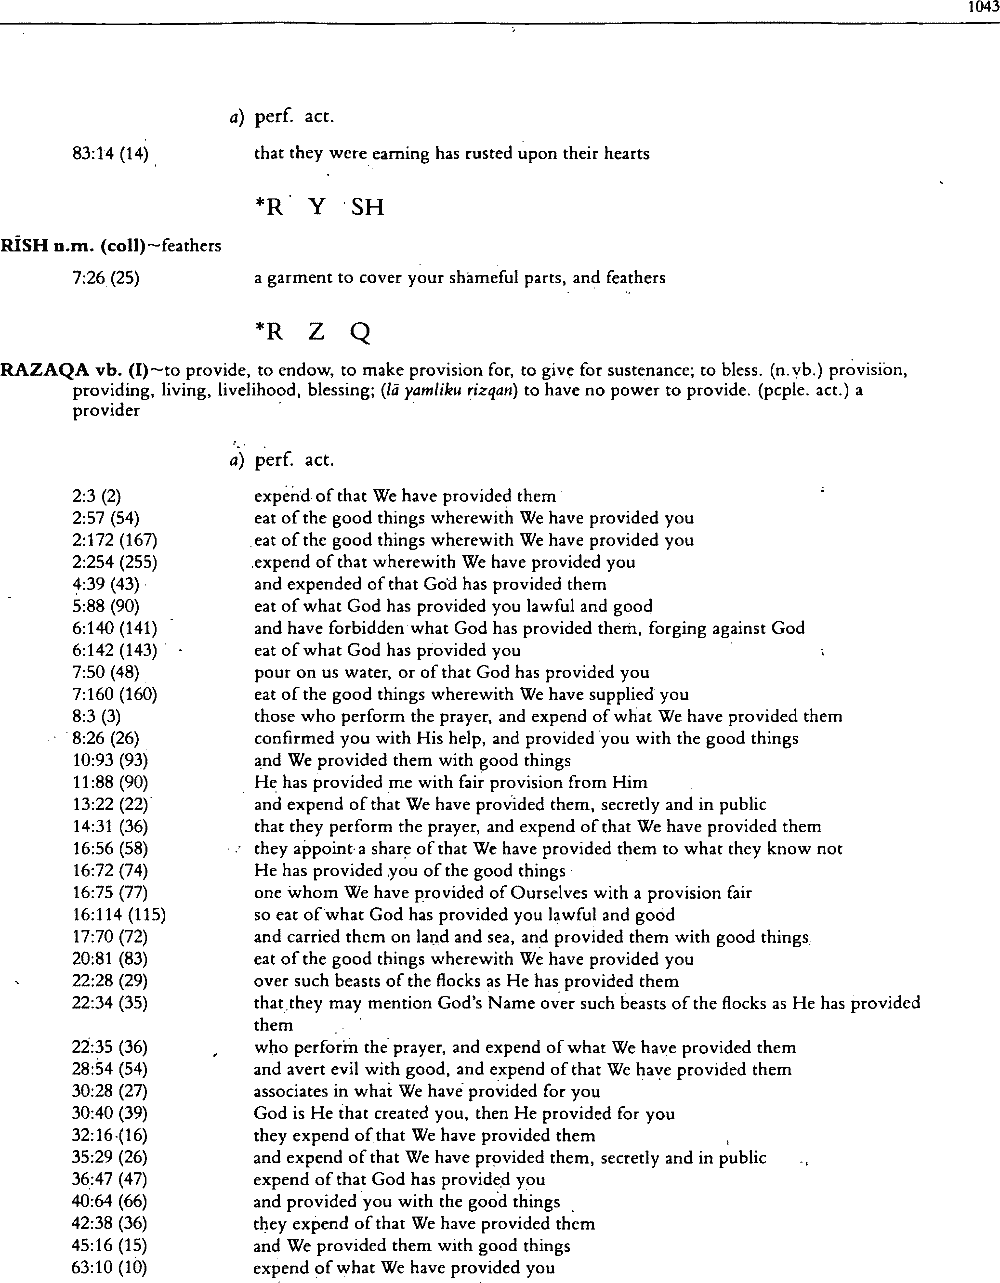 1043
a) perf. act.
83:14 (14) that they were earning has rusted upon their hearts
*R Y SH
RĪSH n.m. (coll)~feathers
7:26 (25) a garment to cover your shameful parts, and feathers
*R Z Q
RAZAQA vb. (I)~to provide, to endow, to make provision for, to give for sustenance; to bless. (n.vb.) provision,
providing, living, livelihood, blessing; (lā yamliku rizqan) to have no power to provide. (pcple. act.) a
provider
a) perf. act.
2:3 (2) expend of that We have provided them
2:57 (54) eat of the good things wherewith We have provided you
2:172 (167) eat of the good things wherewith We have provided you
2:254 (255) expend of that wherewith We have provided you
4:39 (43) and expended of that God has provided them
5:88 (90) eat of what God has provided you lawful and good
6:140 (141) and have forbidden what God has provided them, forging against God
6:142 (143) eat of what God has provided you
7:50 (48) pour on us water, or of that God has provided you
7:160 (160) eat of the good things wherewith We have supplied you
8:3 (3) those who perform the prayer, and expend of what We have provided them
8:26 (26) confirmed you with His help, and provided you with the good things
10:93 (93) and We provided them with good things
11:88 (90) He has provided me with fair provision from Him
13:22 (22) and expend of that We have provided them, secretly and in public
14:31 (36) that they perform the prayer, and expend of that We have provided them
16:56 (58) they appoint a share of that We have provided them to what they know not
16:72 (74) He has provided you of the good things
16:75 (77) one whom We have provided of Ourselves with a provision fair
16:114 (115) so eat of what God has provided you lawful and good
17:70 (72) and carried them on land and sea, and provided them with good things
20:81 (83) eat of the good things wherewith We have provided you
22:28 (29) over such beasts of the flocks as He has provided them
22:34 (35) that they may mention God's Name over such beasts of the flocks as He has provided
them
22:35 (36) who perform the prayer, and expend of what We have provided them
28:54 (54) and avert evil with good, and expend of that We have provided them
30:28 (27) associates in what We have provided for you
30:40 (39) God is He that created you, then He provided for you
32:16 (16) they expend of that We have provided them
35:29 (26) and expend of that We have provided them, secretly and in public
36:47 (47) expend of that God has provided you
40:64 (66) and provided you with the good things
42:38 (36) they expend of that We have provided them
45:16 (15) and We provided them with good things
63:10 (10) expend of what We have provided you